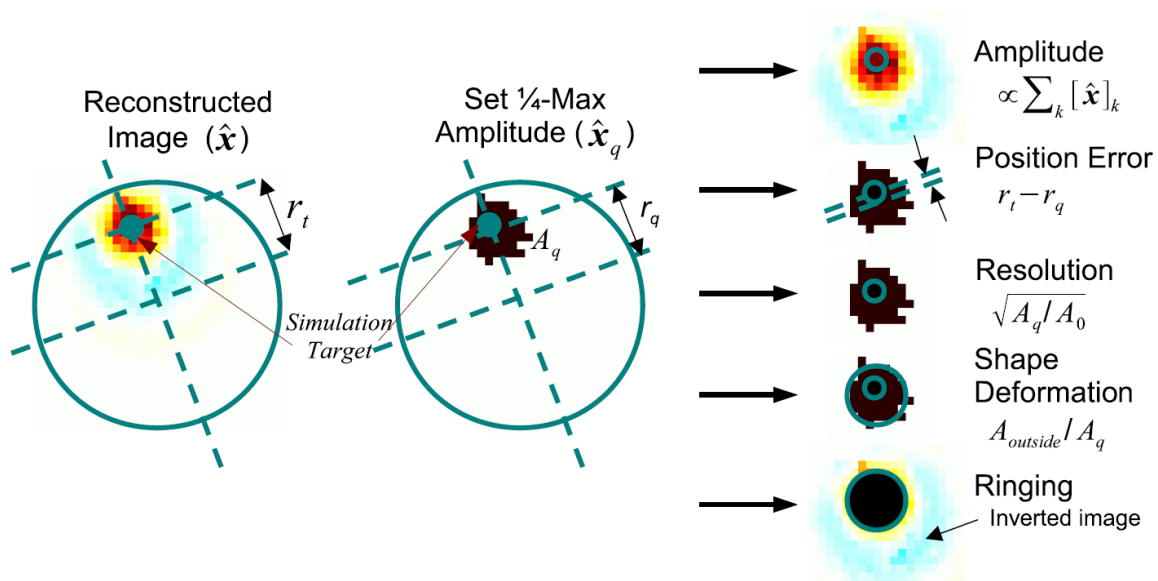 Reconstructed
Image (x̂)
r_t
Set ¼-Max
Amplitude (x̂_q)
r_q
A_q
Simulation
Target
Amplitude
∝∑_k [x̂]_k
Position Error
r_t − r_q
Resolution
√(A_q / A_0)
Shape
Deformation
A_outside / A_q
Ringing
Inverted image